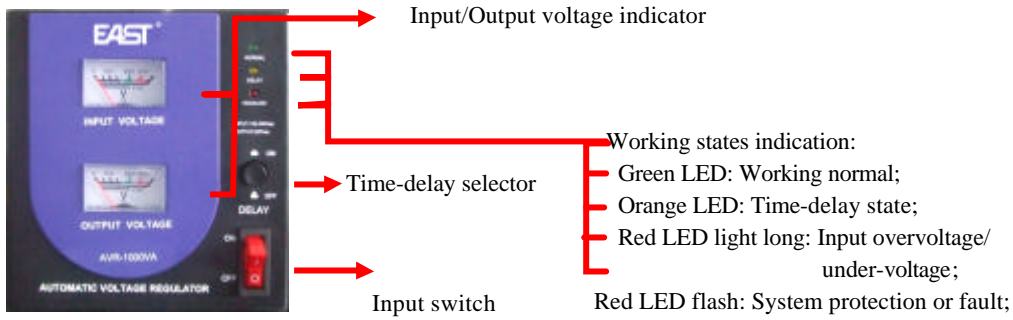 Input/Output voltage indicator
EAST
NORMAL
DELAY
INPUT VOLTAGE
Working states indication:
Green LED: Working normal;
ON
Time-delay selector
OFF
Orange LED: Time-delay state;
DELAY
OUTPUT VOLTAGE
Red LED light long: Input overvoltage/
ON
AVR-1000VA
under-voltage;
OFF
AUTOMATIC VOLTAGE REGULATOR
Input switch
Red LED flash: System protection or fault;